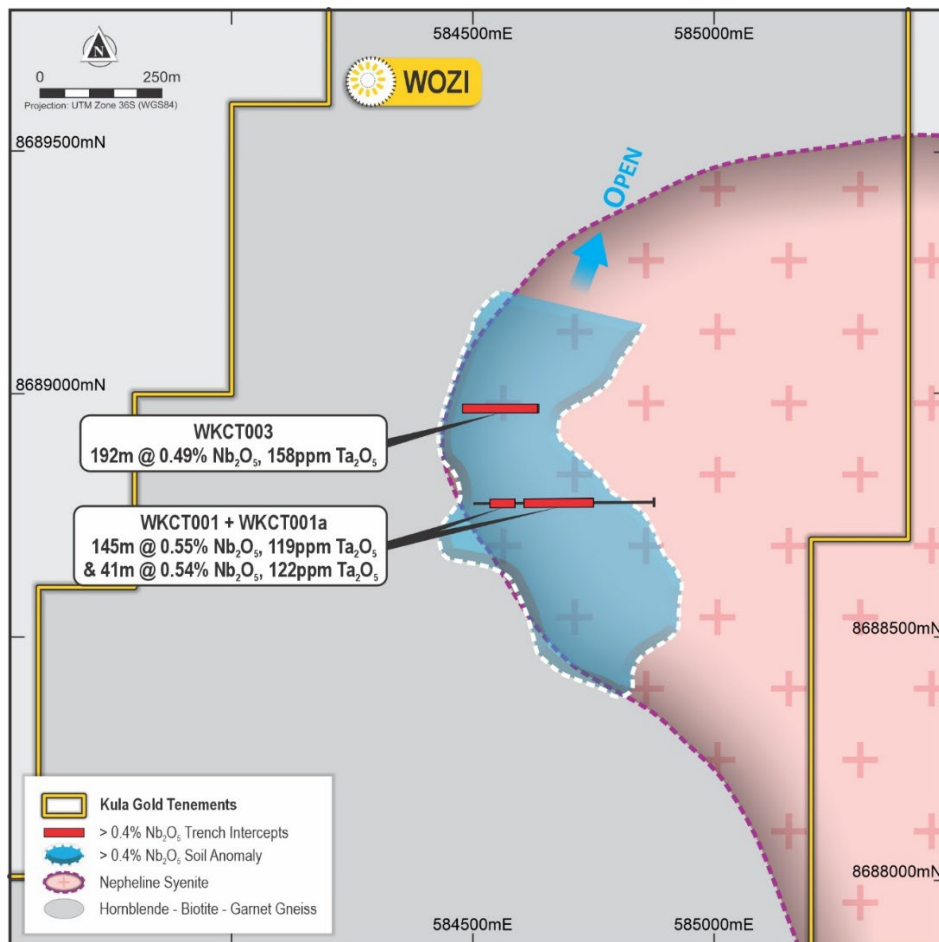 584500mE
585000mE
N
0 250m
Projection: UTM Zone 36S (WGS84)
WOZI
8689500mN
OPEN
8689000mN
WKCT003
192m @ 0.49% Nb₂O₅, 158ppm Ta₂O₅
WKCT001 + WKCT001a
145m @ 0.55% Nb₂O₅, 119ppm Ta₂O₅
& 41m @ 0.54% Nb₂O₅, 122ppm Ta₂O₅
8688500mN
Kula Gold Tenements
> 0.4% Nb₂O₅ Trench Intercepts
> 0.4% Nb₂O₅ Soil Anomaly
Nepheline Syenite
Hornblende - Biotite - Garnet Gneiss
8688000mN
584500mE
585000mE